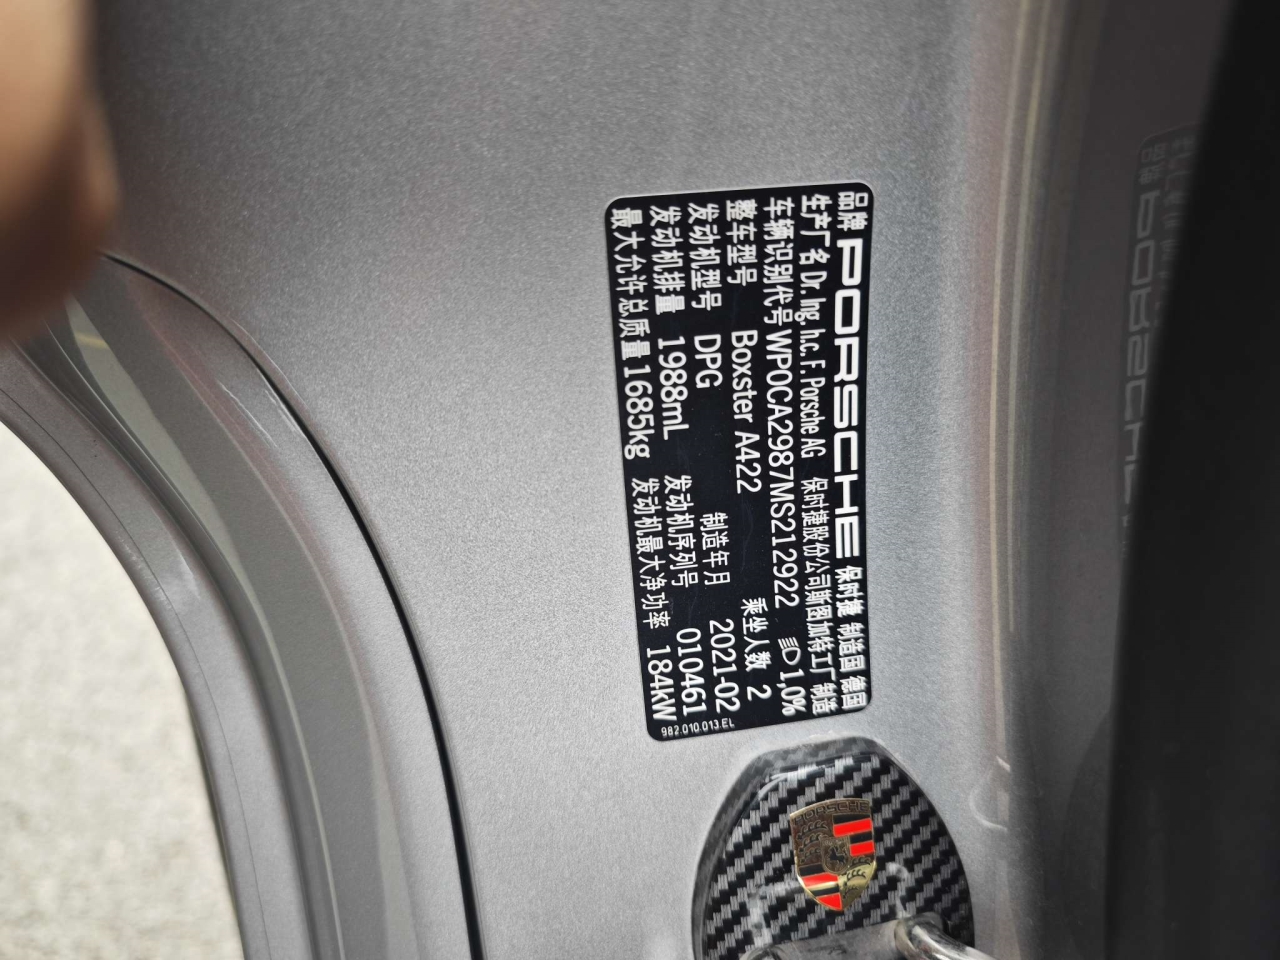 品牌 PORSCHE 保时捷 制造国 德国
生产厂名 Dr. Ing. h.c. F. Porsche AG 保时捷股份公司斯图加特工厂制造
车辆识别代号 WP0CA2987MS212922 1,0%
整车型号 Boxster A422 乘坐人数 2
发动机型号 DPG 制造年月 2021-02
发动机排量 1988mL 发动机序列号 010461
最大允许总质量 1685kg 发动机最大净功率 184kW
982.010.013.EL
PORSCHE